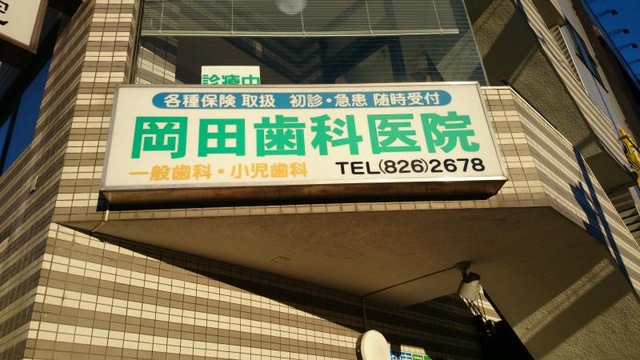 診療中
各種保険 取扱 初診・急患 随時受付
岡田歯科医院
一般歯科・小児歯科 TEL(826)2678